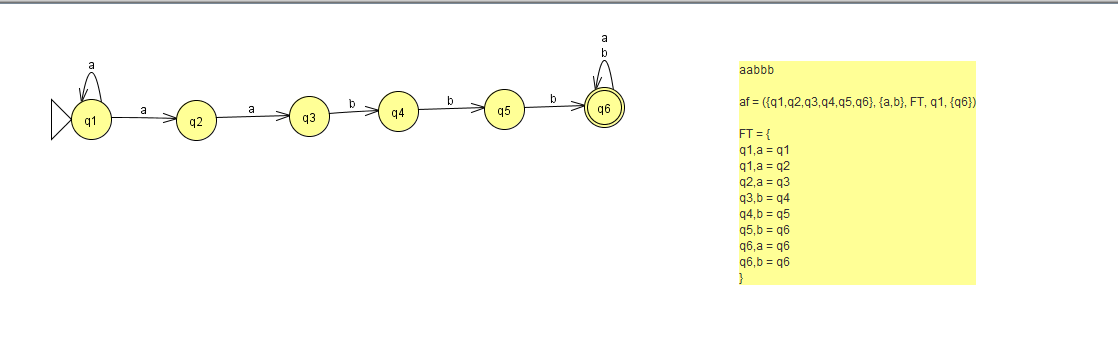 a
b
a
q1
a
q2
a
q3
b
q4
b
q5
b
q6
aabbb
af = ({q1,q2,q3,q4,q5,q6}, {a,b}, FT, q1, {q6})
FT = {
q1,a = q1
q1,a = q2
q2,a = q3
q3,b = q4
q4,b = q5
q5,b = q6
q6,a = q6
q6,b = q6
}